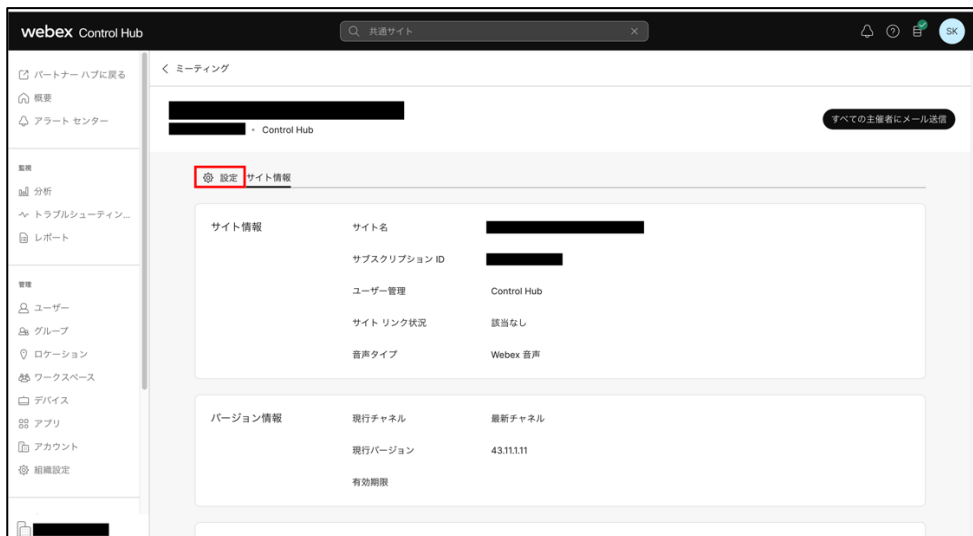 webex Control Hub
共通サイト
SK
パートナー ハブに戻る
概要
アラート センター
監視
分析
トラブルシューティン...
レポート
管理
ユーザー
グループ
ロケーション
ワークスペース
デバイス
アプリ
アカウント
組織設定
ミーティング
Control Hub
すべての主催者にメール送信
設定 サイト情報
サイト情報
サイト名
サブスクリプション ID
ユーザー管理 Control Hub
サイト リンク状況 該当なし
音声タイプ Webex 音声
バージョン情報
現行チャネル 最新チャネル
現行バージョン 43.11.1.11
有効期限